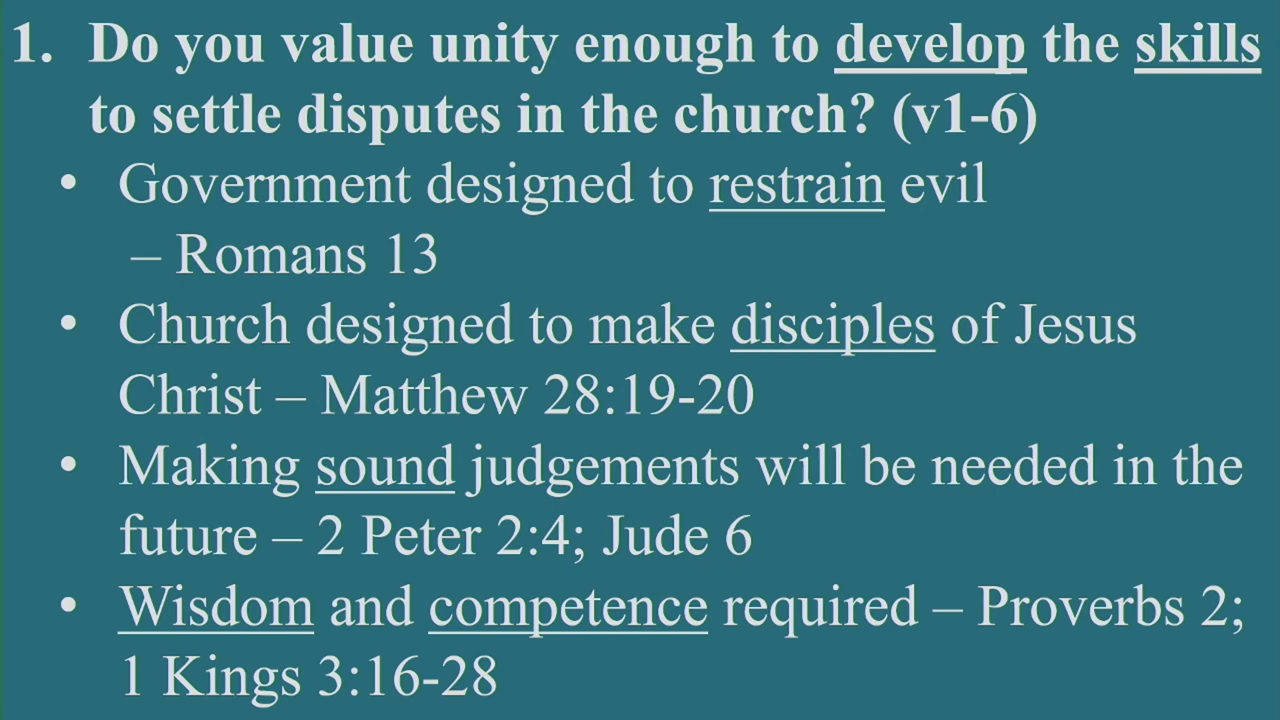 1. Do you value unity enough to develop the skills
to settle disputes in the church? (v1-6)
• Government designed to restrain evil
– Romans 13
• Church designed to make disciples of Jesus
Christ – Matthew 28:19-20
• Making sound judgements will be needed in the
future – 2 Peter 2:4; Jude 6
• Wisdom and competence required – Proverbs 2;
1 Kings 3:16-28